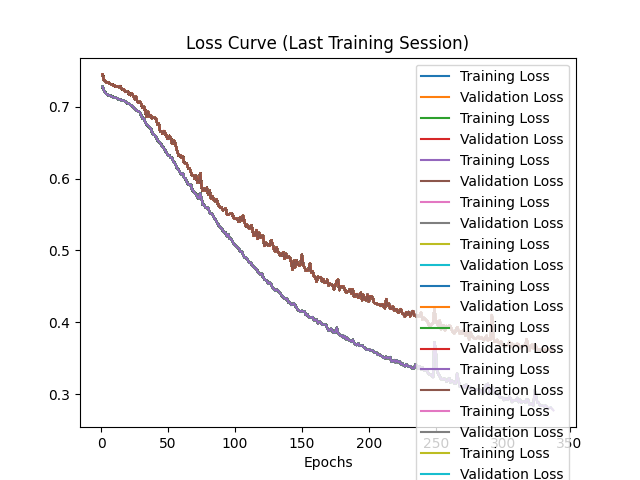 Loss Curve (Last Training Session)
0.7
0.6
0.5
0.4
0.3
0
50
100
150
200
250
300
350
Epochs
Training Loss
Validation Loss
Training Loss
Validation Loss
Training Loss
Validation Loss
Training Loss
Validation Loss
Training Loss
Validation Loss
Training Loss
Validation Loss
Training Loss
Validation Loss
Training Loss
Validation Loss
Training Loss
Validation Loss
Training Loss
Validation Loss